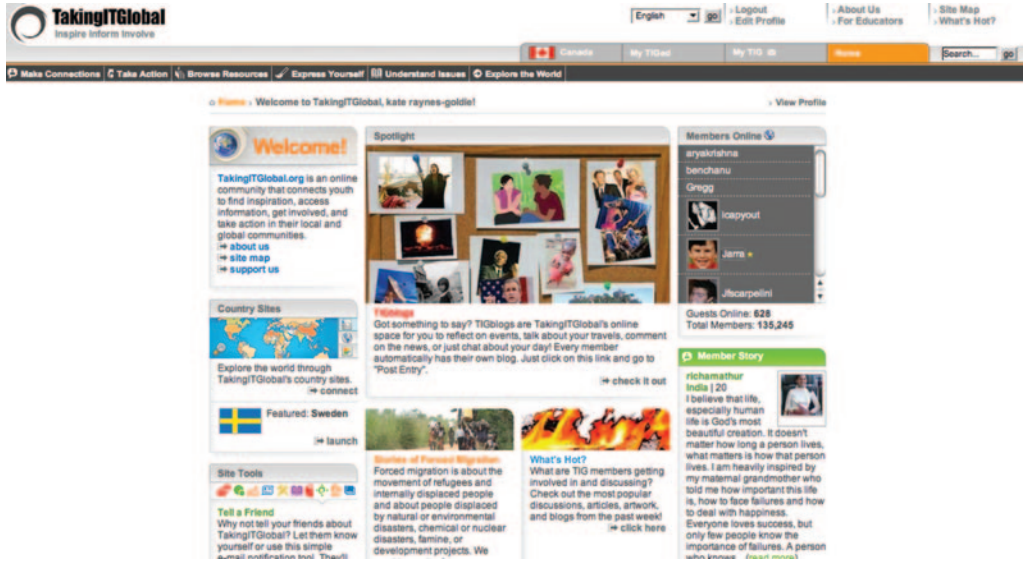 TakingITGlobal
Inspire Inform Involve
English
go
Logout
Edit Profile
About Us
For Educators
Site Map
What's Hot?
Canada
My TIGed
My TIG
Home
Search...
go
Make Connections
Take Action
Browse Resources
Express Yourself
Understand Issues
Explore the World
Home › Welcome to TakingITGlobal, kate raynes-goldie!
View Profile
Welcome!
TakingITGlobal.org is an online
community that connects youth
to find inspiration, access
information, get involved, and
take action in their local and
global communities.
about us
site map
support us
Country Sites
Explore the world through
TakingITGlobal's country sites.
connect
Featured: Sweden
launch
Site Tools
Tell a Friend
Why not tell your friends about
TakingITGlobal? Let them know
yourself or use this simple
e-mail notification tool. They'll
Spotlight
TIGblogs
Got something to say? TIGblogs are TakingITGlobal's online
space for you to reflect on events, talk about your travels, comment
on the news, or just chat about your day! Every member
automatically has their own blog. Just click on this link and go to
"Post Entry".
check it out
Stories of Forced Migration
Forced migration is about the
movement of refugees and
internally displaced people
and about people displaced
by natural or environmental
disasters, chemical or nuclear
disasters, famine, or
development projects. We
What's Hot?
What are TIG members getting
involved in and discussing?
Check out the most popular
discussions, articles, artwork,
and blogs from the past week!
click here
Members Online
aryakrishna
benchanu
Gregg
icapyout
Jarra
Jfscarpelini
Guests Online: 628
Total Members: 135,245
Member Story
richamathur
India | 20
I believe that life,
especially human
life is God's most
beautiful creation. It doesn't
matter how long a person lives,
what matters is how that person
lives. I am heavily inspired by
my maternal grandmother who
told me how important this life
is, how to face failures and how
to deal with happiness.
Everyone loves success, but
only few people know the
importance of failures. A person
who knows... (read more)